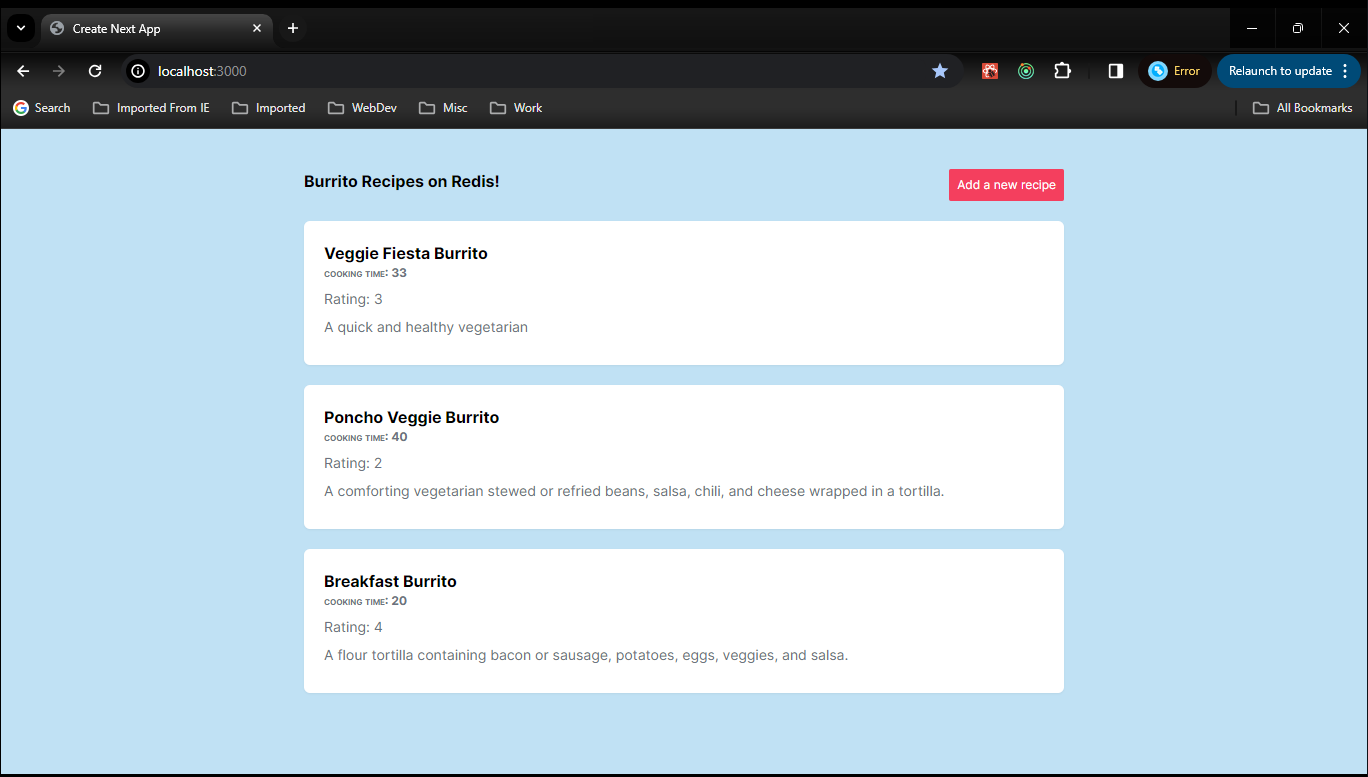 Create Next App
localhost:3000
Error
Relaunch to update
Search
Imported From IE
Imported
WebDev
Misc
Work
All Bookmarks
Burrito Recipes on Redis!
Add a new recipe
Veggie Fiesta Burrito
COOKING TIME: 33
Rating: 3
A quick and healthy vegetarian
Poncho Veggie Burrito
COOKING TIME: 40
Rating: 2
A comforting vegetarian stewed or refried beans, salsa, chili, and cheese wrapped in a tortilla.
Breakfast Burrito
COOKING TIME: 20
Rating: 4
A flour tortilla containing bacon or sausage, potatoes, eggs, veggies, and salsa.